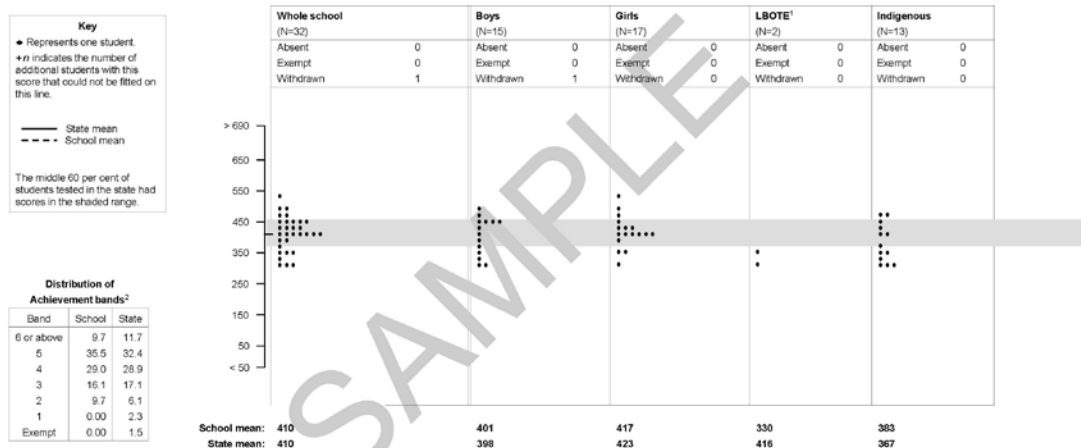 Key
• Represents one student.
+n indicates the number of
additional students with this
score that could not be fitted on
this line.
State mean
School mean
The middle 60 per cent of
students tested in the state had
scores in the shaded range.
Distribution of
Achievement bands2
Band School State
6 or above 9.7 11.7
5 35.5 32.4
4 29.0 28.9
3 16.1 17.1
2 9.7 6.1
1 0.00 2.3
Exempt 0.00 1.5
Whole school Boys Girls LBOTE1 Indigenous
(N=32) (N=15) (N=17) (N=2) (N=13)
Absent 0 Absent 0 Absent 0 Absent 0 Absent 0
Exempt 0 Exempt 0 Exempt 0 Exempt 0 Exempt 0
Withdrawn 1 Withdrawn 1 Withdrawn 0 Withdrawn 0 Withdrawn 0
> 690
650
550
450
350
250
150
50
< 50
School mean: 410 401 417 330 383
State mean: 410 398 423 416 367
SAMPLE